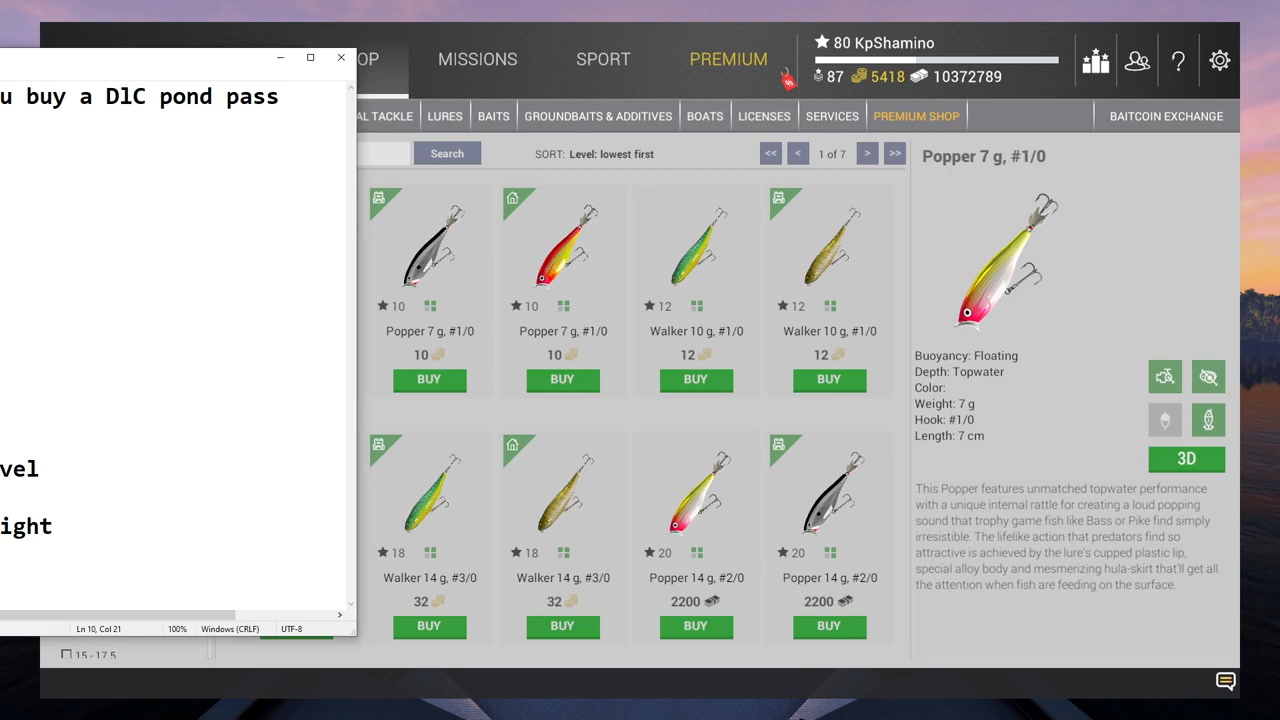 u buy a DlC pond pass
vel
ight
Ln 10, Col 21 100% Windows (CRLF) UTF-8
15 - 17.5
OP MISSIONS SPORT PREMIUM
80 KpShamino
87 5418 10372789
AL TACKLE LURES BAITS GROUNDBAITS & ADDITIVES BOATS LICENSES SERVICES PREMIUM SHOP BAITCOIN EXCHANGE
Search SORT: Level: lowest first << < 1 of 7 > >>
10 10 12 12
Popper 7 g, #1/0 Popper 7 g, #1/0 Walker 10 g, #1/0 Walker 10 g, #1/0
10 10 12 12
BUY BUY BUY BUY
18 18 20 20
Walker 14 g, #3/0 Walker 14 g, #3/0 Popper 14 g, #2/0 Popper 14 g, #2/0
32 32 2200 2200
BUY BUY BUY BUY
Popper 7 g, #1/0
Buoyancy: Floating
Depth: Topwater
Color:
Weight: 7 g
Hook: #1/0
Length: 7 cm
3D
This Popper features unmatched topwater performance
with a unique internal rattle for creating a loud popping
sound that trophy game fish like Bass or Pike find simply
irresistible. The lifelike action that predators find so
attractive is achieved by the lure's cupped plastic lip,
special alloy body and mesmerizing hula-skirt that'll get all
the attention when fish are feeding on the surface.